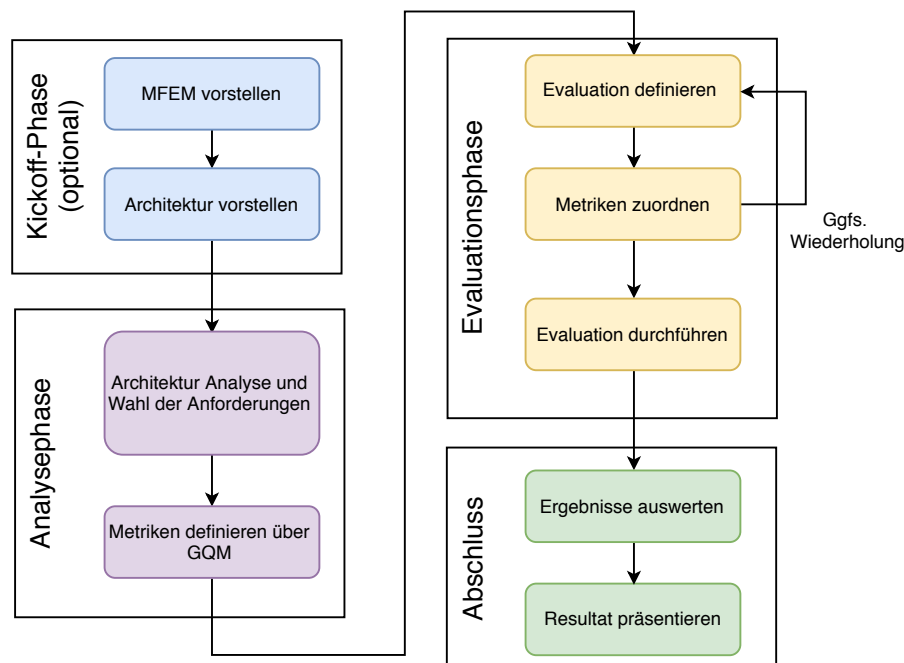 Kickoff-Phase
(optional)
MFEM vorstellen
Architektur vorstellen
Analysephase
Architektur Analyse und
Wahl der Anforderungen
Metriken definieren über
GQM
Evaluationsphase
Evaluation definieren
Metriken zuordnen
Ggfs.
Wiederholung
Evaluation durchführen
Abschluss
Ergebnisse auswerten
Resultat präsentieren